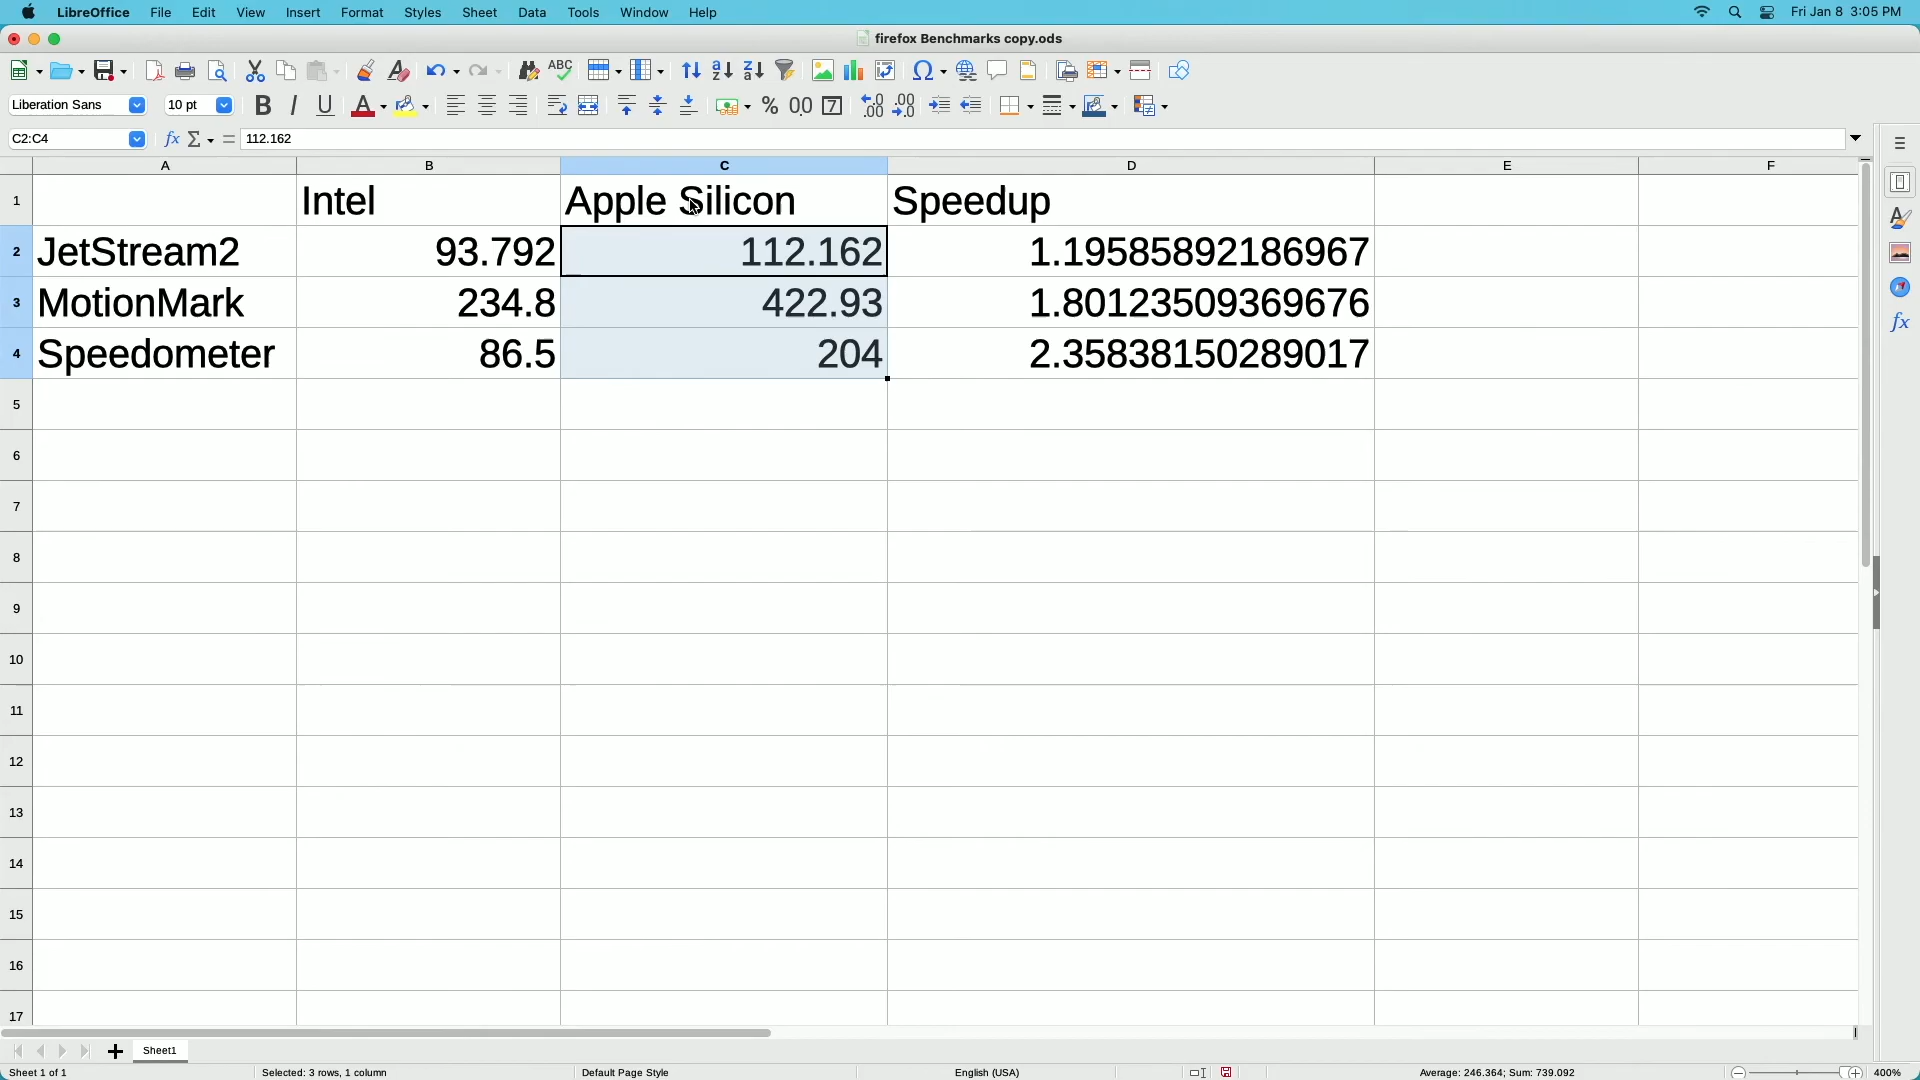 LibreOffice File Edit View Insert Format Styles Sheet Data Tools Window Help Fri Jan 8 3:05 PM
firefox Benchmarks copy.ods
Liberation Sans 10 pt
C2:C4 fx Σ = 112.162
A B C D E F
1 Intel Apple Silicon Speedup
2 JetStream2 93.792 112.162 1.19585892186967
3 MotionMark 234.8 422.93 1.80123509369676
4 Speedometer 86.5 204 2.35838150289017
5
6
7
8
9
10
11
12
13
14
15
16
17
Sheet1
Sheet 1 of 1 Selected: 3 rows, 1 column Default Page Style English (USA) Average: 246.364; Sum: 739.092 400%